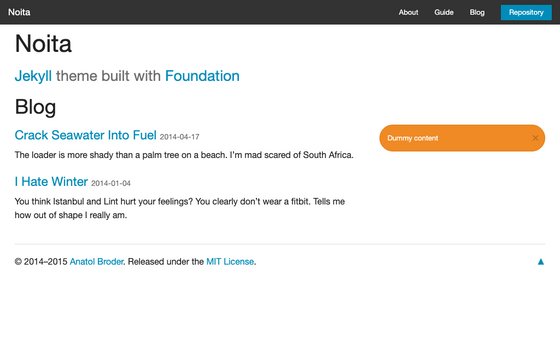 Noita
About
Guide
Blog
Repository
Noita
Jekyll theme built with Foundation
Blog
Crack Seawater Into Fuel 2014-04-17
The loader is more shady than a palm tree on a beach. I'm mad scared of South Africa.
Dummy content ×
I Hate Winter 2014-01-04
You think Istanbul and Lint hurt your feelings? You clearly don't wear a fitbit. Tells me
how out of shape I really am.
© 2014–2015 Anatol Broder. Released under the MIT License. ▲